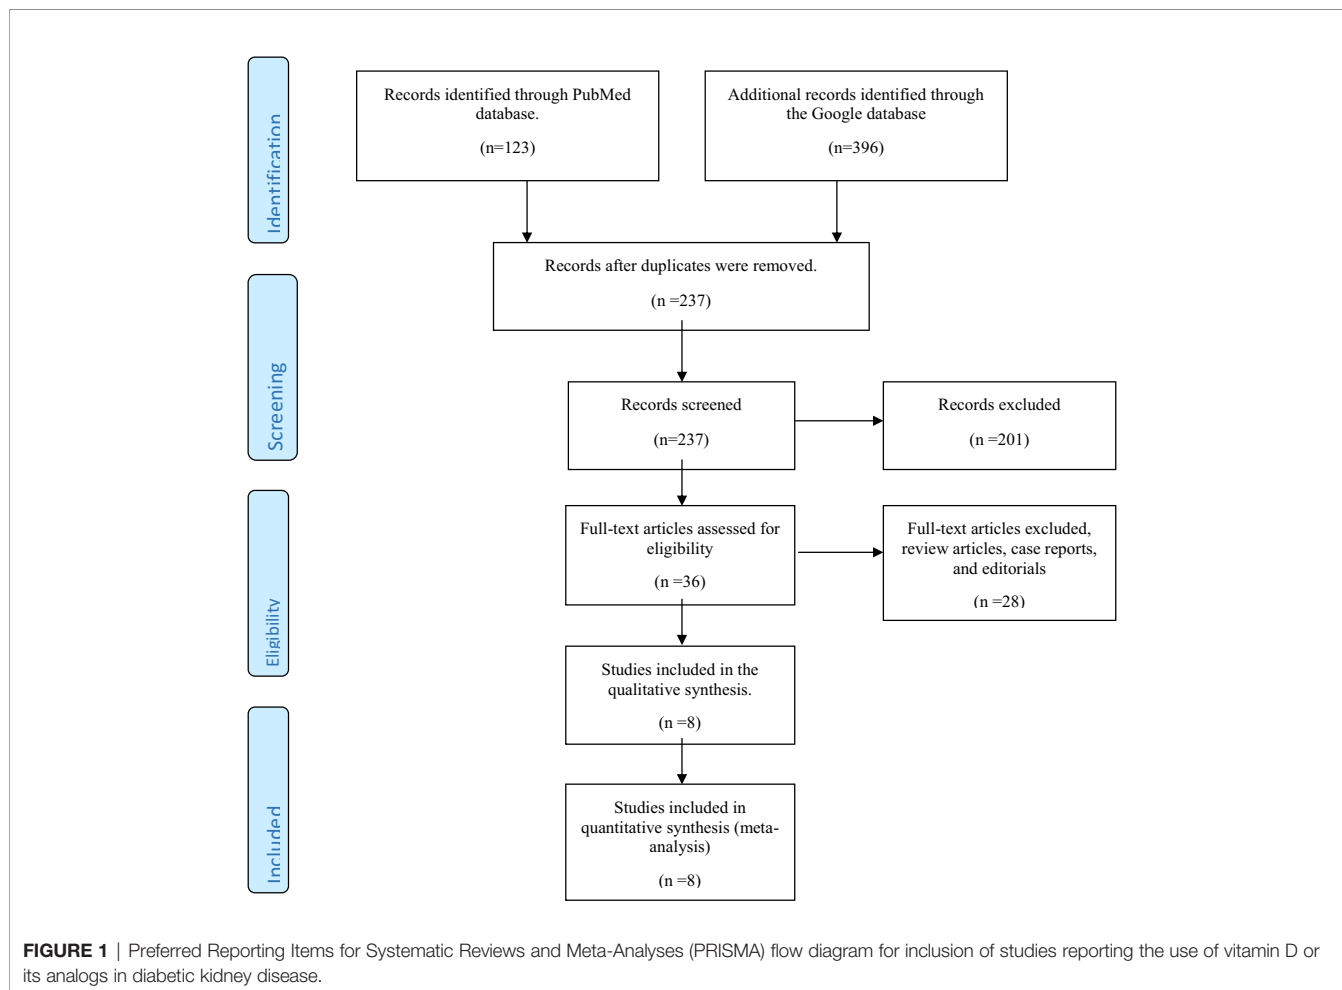 Identification
Records identified through PubMed
database.
(n=123)
Additional records identified through
the Google database
(n=396)
Records after duplicates were removed.
(n =237)
Screening
Records screened
(n=237)
Records excluded
(n =201)
Eligibility
Full-text articles assessed for
eligibility
(n =36)
Full-text articles excluded,
review articles, case reports,
and editorials
(n =28)
Studies included in the
qualitative synthesis.
(n =8)
Included
Studies included in
quantitative synthesis (meta-
analysis)
(n =8)
FIGURE 1 | Preferred Reporting Items for Systematic Reviews and Meta-Analyses (PRISMA) flow diagram for inclusion of studies reporting the use of vitamin D or
its analogs in diabetic kidney disease.